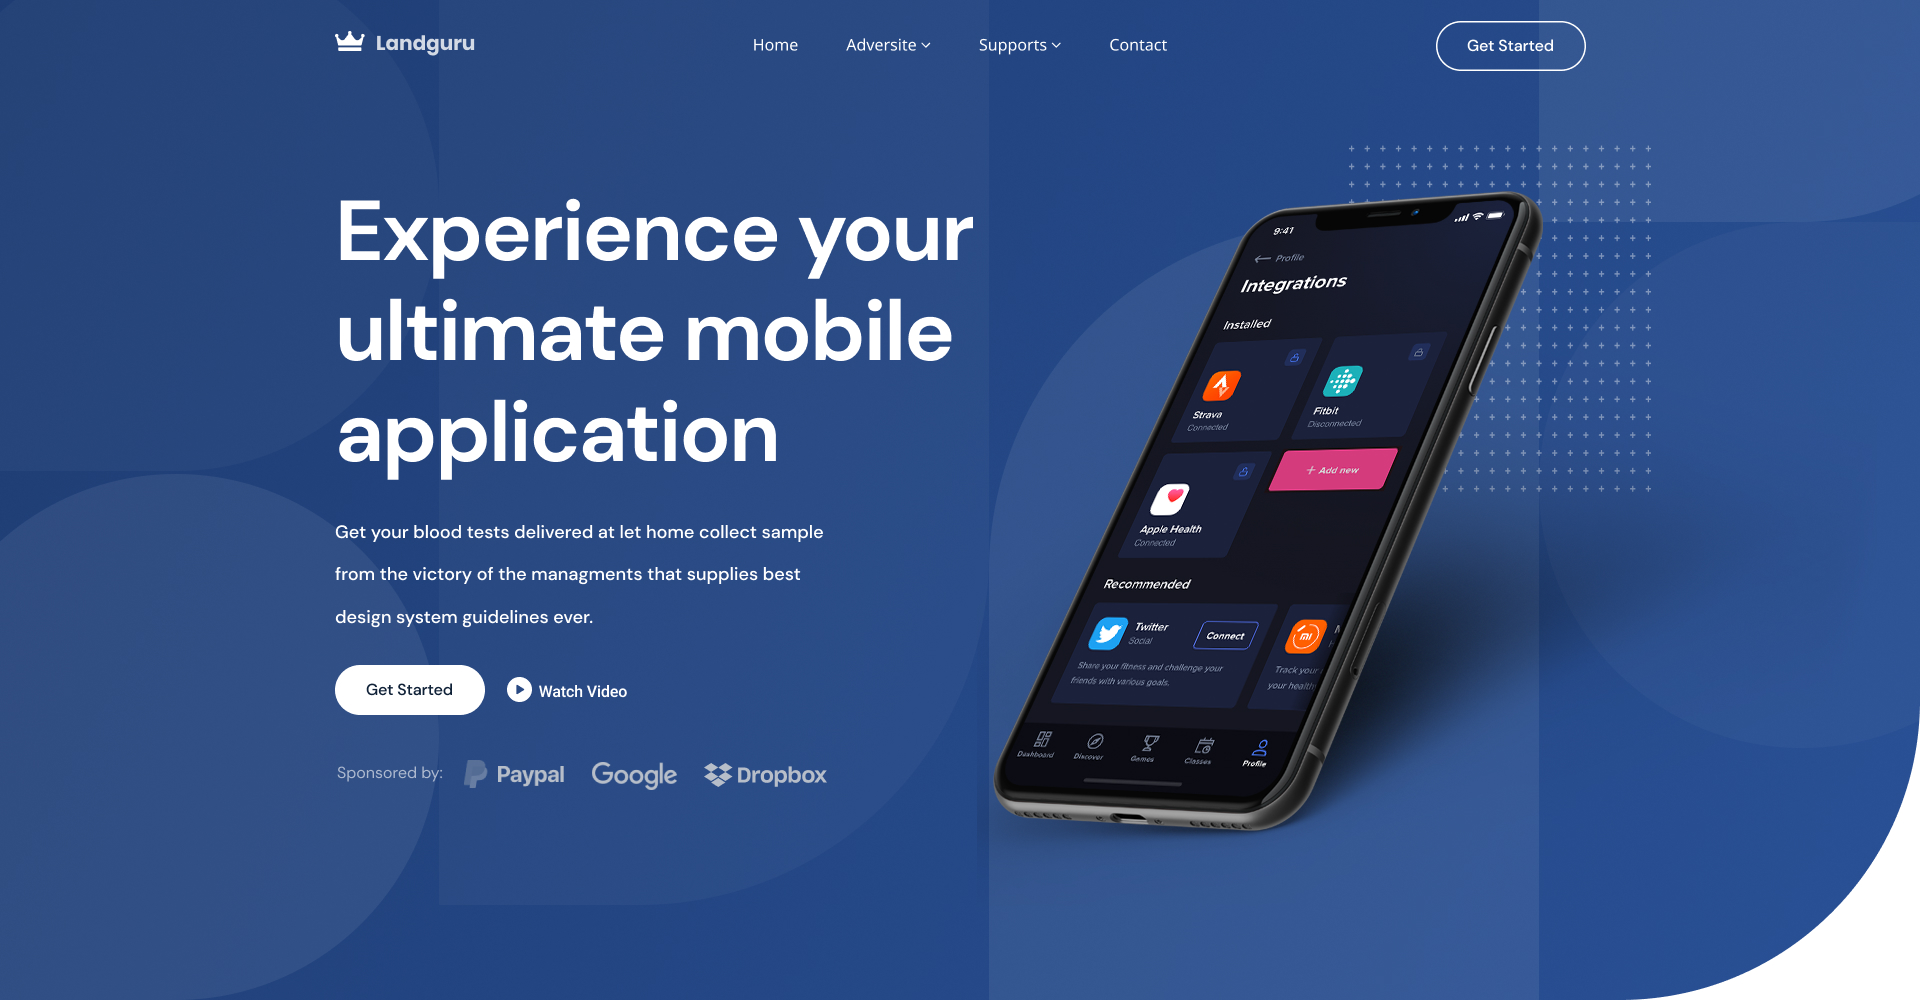 Landguru
Home
Adversite
Supports
Contact
Get Started
Experience your
ultimate mobile
application
Get your blood tests delivered at let home collect sample
from the victory of the managments that supplies best
design system guidelines ever.
Get Started
Watch Video
Sponsored by:
Paypal
Google
Dropbox
9:41
Profile
Integrations
Installed
Strava
Connected
Fitbit
Disconnected
Apple Health
Connected
+ Add new
Recommended
Twitter
Social
Connect
Share your fitness and challenge your
friends with various goals.
mi
Track your
your health
Dashboard
Discover
Games
Classes
Profile